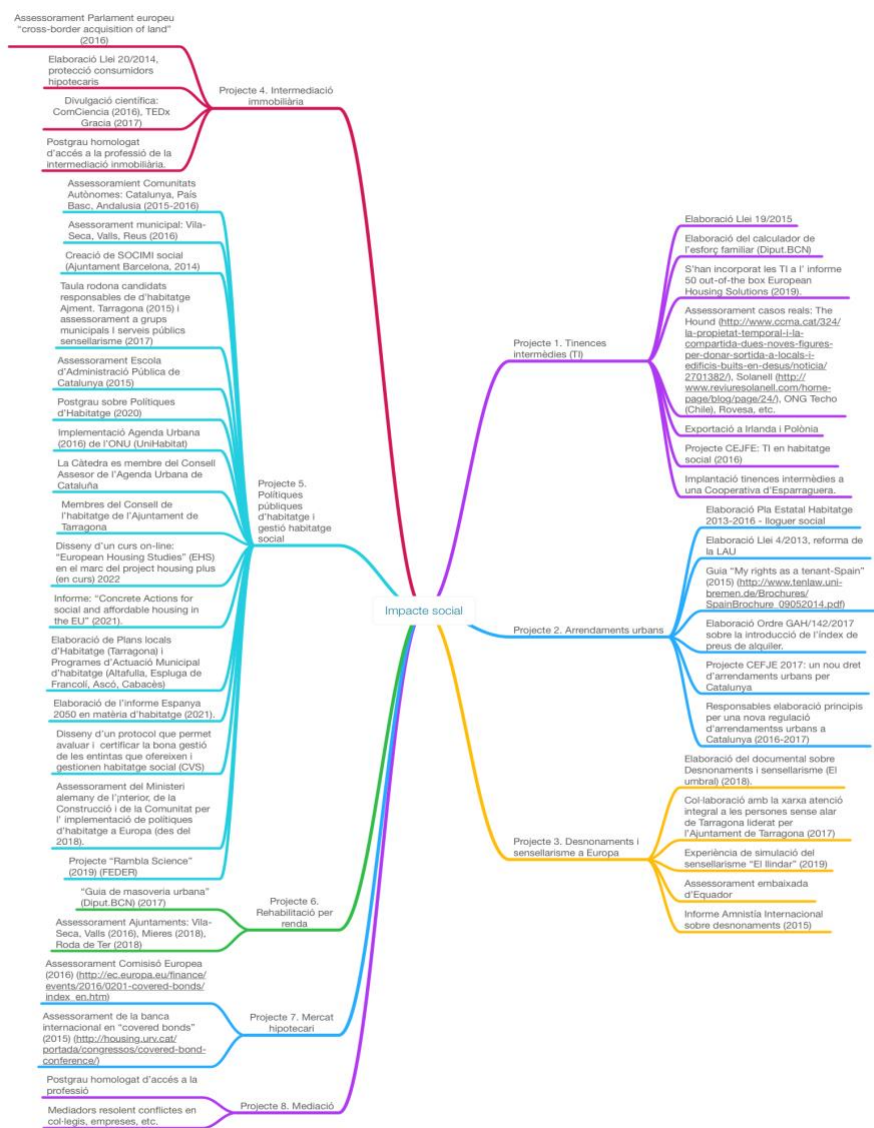 Impacte social
Projecte 1. Tinences
intermèdies (TI)
Elaboració Llei 19/2015
Elaboració del calculador de
l'esforç familiar (Diput.BCN)
S'han incorporat les TI a l' informe
50 out-of-the box European
Housing Solutions (2019).
Assessorament casos reals: The
Hound (http://www.ccma.cat/324/
la-propietat-temporal-i-la-
compartida-dues-noves-figures-
per-donar-sortida-a-locals-i-
edificis-buits-en-desus/noticia/
2701382/), Solanell (http://
www.reviuresolanell.com/home-
page/blog/page/24/), ONG Techo
(Chile), Rovesa, etc.
Exportació a Irlanda i Polònia
Projecte CEJFE: TI en habitatge
social (2016)
Implantació tinences intermèdies a
una Cooperativa d'Esparraguera.
Projecte 2. Arrendaments urbans
Elaboració Pla Estatal Habitatge
2013-2016 - lloguer social
Elaboració Llei 4/2013, reforma de
la LAU
Guia "My rights as a tenant-Spain"
(2015) (http://www.tenlaw.uni-
bremen.de/Brochures/
SpainBrochure_09052014.pdf)
Elaboració Ordre GAH/142/2017
sobre la introducció de l'índex de
preus de alquiler.
Projecte CEFJE 2017: un nou dret
d'arrendaments urbans per
Catalunya
Responsables elaboració principis
per una nova regulació
d'arrendamentss urbans a
Catalunya (2016-2017)
Projecte 3. Desnonaments i
sensellarisme a Europa
Elaboració del documental sobre
Desnonaments i sensellarisme (El
umbral) (2018).
Col·laboració amb la xarxa atenció
integral a les persones sense alar
de Tarragona liderat per
l'Ajuntament de Tarragona (2017)
Experiència de simulació del
sensellarisme "El llindar" (2019)
Assessorament embaixada
d'Equador
Informe Amnistía Internacional
sobre desnonaments (2015)
Projecte 4. Intermediació
immobiliària
Assessorament Parlament europeu
"cross-border acquisition of land"
(2016)
Elaboració Llei 20/2014,
protecció consumidors
hipotecaris
Divulgació científica:
ComCiencia (2016), TEDx
Gracia (2017)
Postgrau homologat
d'accés a la professió de la
intermediació inmobiliària.
Projecte 5.
Polítiques
públiques
d'habitatge i
gestió habitatge
social
Assessoramient Comunitats
Autònomes: Catalunya, País
Basc, Andalusia (2015-2016)
Asessorament municipal: Vila-
Seca, Valls, Reus (2016)
Creació de SOCIMI social
(Ajuntament Barcelona, 2014)
Taula rodona candidats
responsables de d'habitatge
Ajment. Tarragona (2015) i
assessorament a grups
municipals I serveis públics
sensellarisme (2017)
Assessorament Escola
d'Administració Pública de
Catalunya (2015)
Postgrau sobre Polítiques
d'Habitatge (2020)
Implementació Agenda Urbana
(2016) de l'ONU (UniHabitat)
La Càtedra es membre del Consell
Assesor de l'Agenda Urbana de
Cataluña
Membres del Consell de
l'habitatge de l'Ajuntament de
Tarragona
Disseny d'un curs on-line:
"European Housing Studies" (EHS)
en el marc del project housing plus
(en curs) 2022
Informe: "Concrete Actions for
social and affordable housing in
the EU" (2021).
Elaboració de Plans locals
d'Habitatge (Tarragona) i
Programes d'Actuació Municipal
d'habitatge (Altafulla, Espluga de
Francolí, Ascó, Cabacès)
Elaboració de l'informe Espanya
2050 en matèria d'habitatge (2021).
Disseny d'un protocol que permet
avaluar i certificar la bona gestió
de les entintas que ofereixen i
gestionen habitatge social (CVS)
Assessorament del Ministeri
alemany de l'¡nterior, de la
Construcció i de la Comunitat per
l' implementació de polítiques
d'habitatge a Europa (des del
2018).
Projecte "Rambla Science"
(2019) (FEDER)
Projecte 6.
Rehabilitació per
renda
"Guia de masoveria urbana"
(Diput.BCN) (2017)
Assessorament Ajuntaments: Vila-
Seca, Valls (2016), Mieres (2018),
Roda de Ter (2018)
Projecte 7. Mercat
hipotecari
Assessorament Comisisó Europea
(2016) (http://ec.europa.eu/finance/
events/2016/0201-covered-bonds/
index_en.htm)
Assessorament de la banca
internacional en "covered bonds"
(2015) (http://housing.urv.cat/
portada/congressos/covered-bond-
conference/)
Projecte 8. Mediació
Postgrau homologat d'accés a la
professió
Mediadors resolent conflictes en
col·legis, empreses, etc.